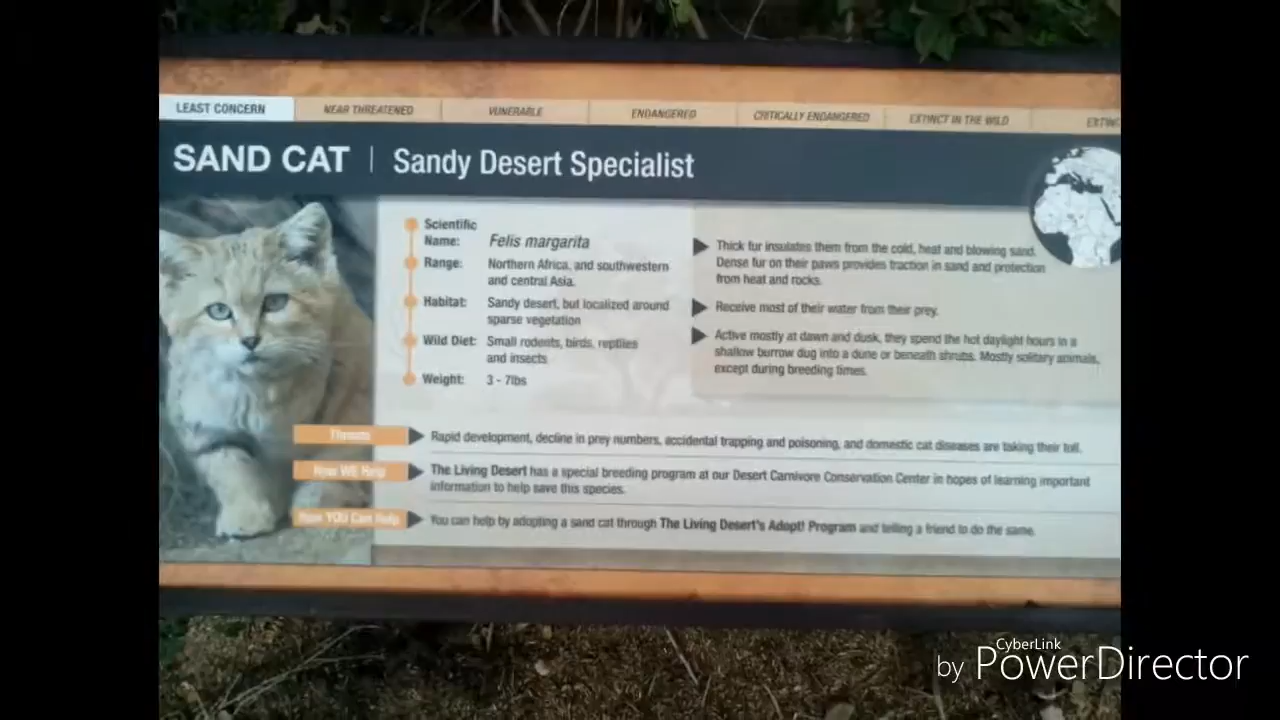 LEAST CONCERN
NEAR THREATENED
VUNERABLE
ENDANGERED
CRITICALLY ENDANGERED
EXTINCT IN THE WILD
SAND CAT | Sandy Desert Specialist
Scientific
Name: Felis margarita
Range: Northern Africa, and southwestern
and central Asia.
Habitat: Sandy desert, but localized around
sparse vegetation
Wild Diet: Small rodents, birds, reptiles
and insects
Weight: 3 - 7lbs
Thick fur insulates them from the cold, heat and blowing sand.
Dense fur on their paws provides traction in sand and protection
from heat and rocks.
Receive most of their water from their prey.
Active mostly at dawn and dusk, they spend the hot daylight hours in a
shallow burrow dug into a dune or beneath shrubs. Mostly solitary animals,
except during breeding times.
Threats
Rapid development, decline in prey numbers, accidental trapping and poisoning, and domestic cat diseases are taking their toll.
How WE Help
The Living Desert has a special breeding program at our Desert Carnivore Conservation Center in hopes of learning important
information to help save this species.
How YOU Can Help
You can help by adopting a sand cat through The Living Desert's Adopt! Program and telling a friend to do the same.
CyberLink
by PowerDirector